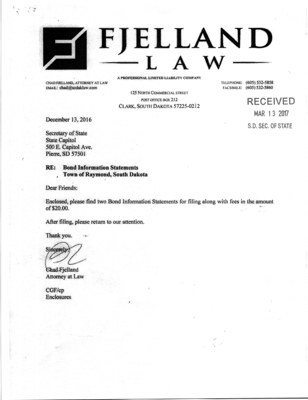 FJELLAND
LAW
A PROFESSIONAL LIMITED LIABILITY COMPANY
CHAD FJELLAND, ATTORNEY AT LAW
125 NORTH COMMERCIAL STREET
POST OFFICE BOX 212
CLARK, SOUTH DAKOTA 57225-0212
TELEPHONE: (605) 532-5858
FACSIMILE: (605) 532-5860
RECEIVED
MAR 13 2017
S.D. SEC. OF STATE
December 13, 2016
Secretary of State
State Capitol
500 E. Capitol Ave.
Pierre, SD 57501
RE: Bond Information Statements
Town of Raymond, South Dakota
Dear Friends:
Enclosed, please find two Bond Information Statements for filing along with fees in the amount
of $20.00.
After filing, please return to our attention.
Thank you,
Sincerely,
Chad Fjelland
Attorney at Law
CGF/cp
Enclosures